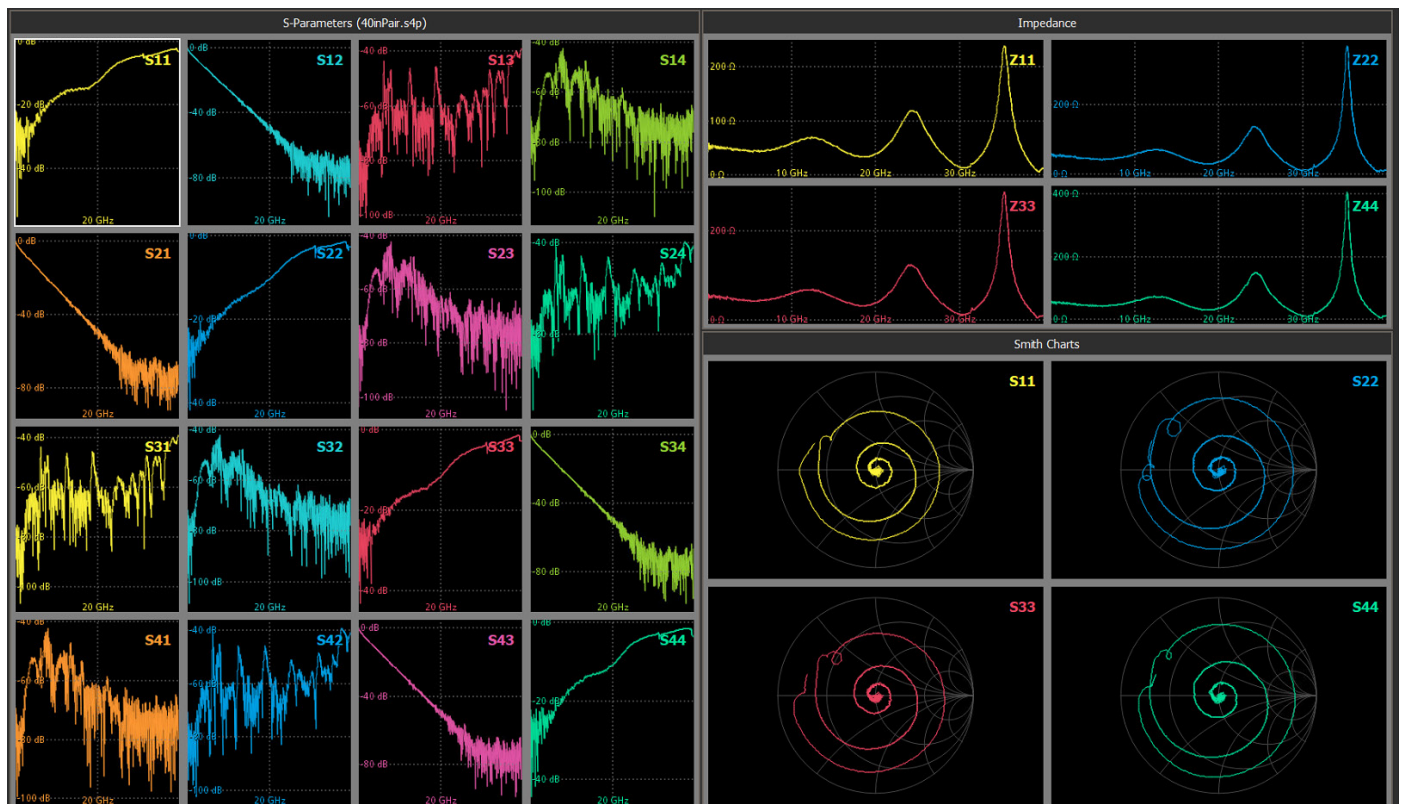 S-Parameters (40inPair.s4p)
0 dB
S11
-20 dB
-40 dB
20 GHz
0 dB
S12
-40 dB
-80 dB
20 GHz
-40 dB
S13
-60 dB
-80 dB
-100 dB
20 GHz
-40 dB
S14
-60 dB
-80 dB
-100 dB
20 GHz
0 dB
S21
-40 dB
-80 dB
20 GHz
0 dB
S22
-20 dB
-40 dB
20 GHz
-40 dB
S23
-60 dB
-80 dB
-100 dB
20 GHz
-40 dB
S24
-60 dB
-80 dB
20 GHz
-40 dB
S31
-60 dB
-80 dB
-100 dB
20 GHz
-40 dB
S32
-60 dB
-80 dB
-100 dB
20 GHz
0 dB
S33
-20 dB
-40 dB
20 GHz
0 dB
S34
-40 dB
-80 dB
20 GHz
-40 dB
S41
-60 dB
-80 dB
-100 dB
20 GHz
-40 dB
S42
-60 dB
-80 dB
-100 dB
20 GHz
0 dB
S43
-40 dB
-80 dB
20 GHz
0 dB
S44
-20 dB
-40 dB
20 GHz
Impedance
Z11
200 Ω
100 Ω
0 Ω
10 GHz
20 GHz
30 GHz
Z22
200 Ω
0 Ω
10 GHz
20 GHz
30 GHz
Z33
200 Ω
0 Ω
10 GHz
20 GHz
30 GHz
400 Ω
Z44
200 Ω
0 Ω
10 GHz
20 GHz
30 GHz
Smith Charts
S11
S22
S33
S44